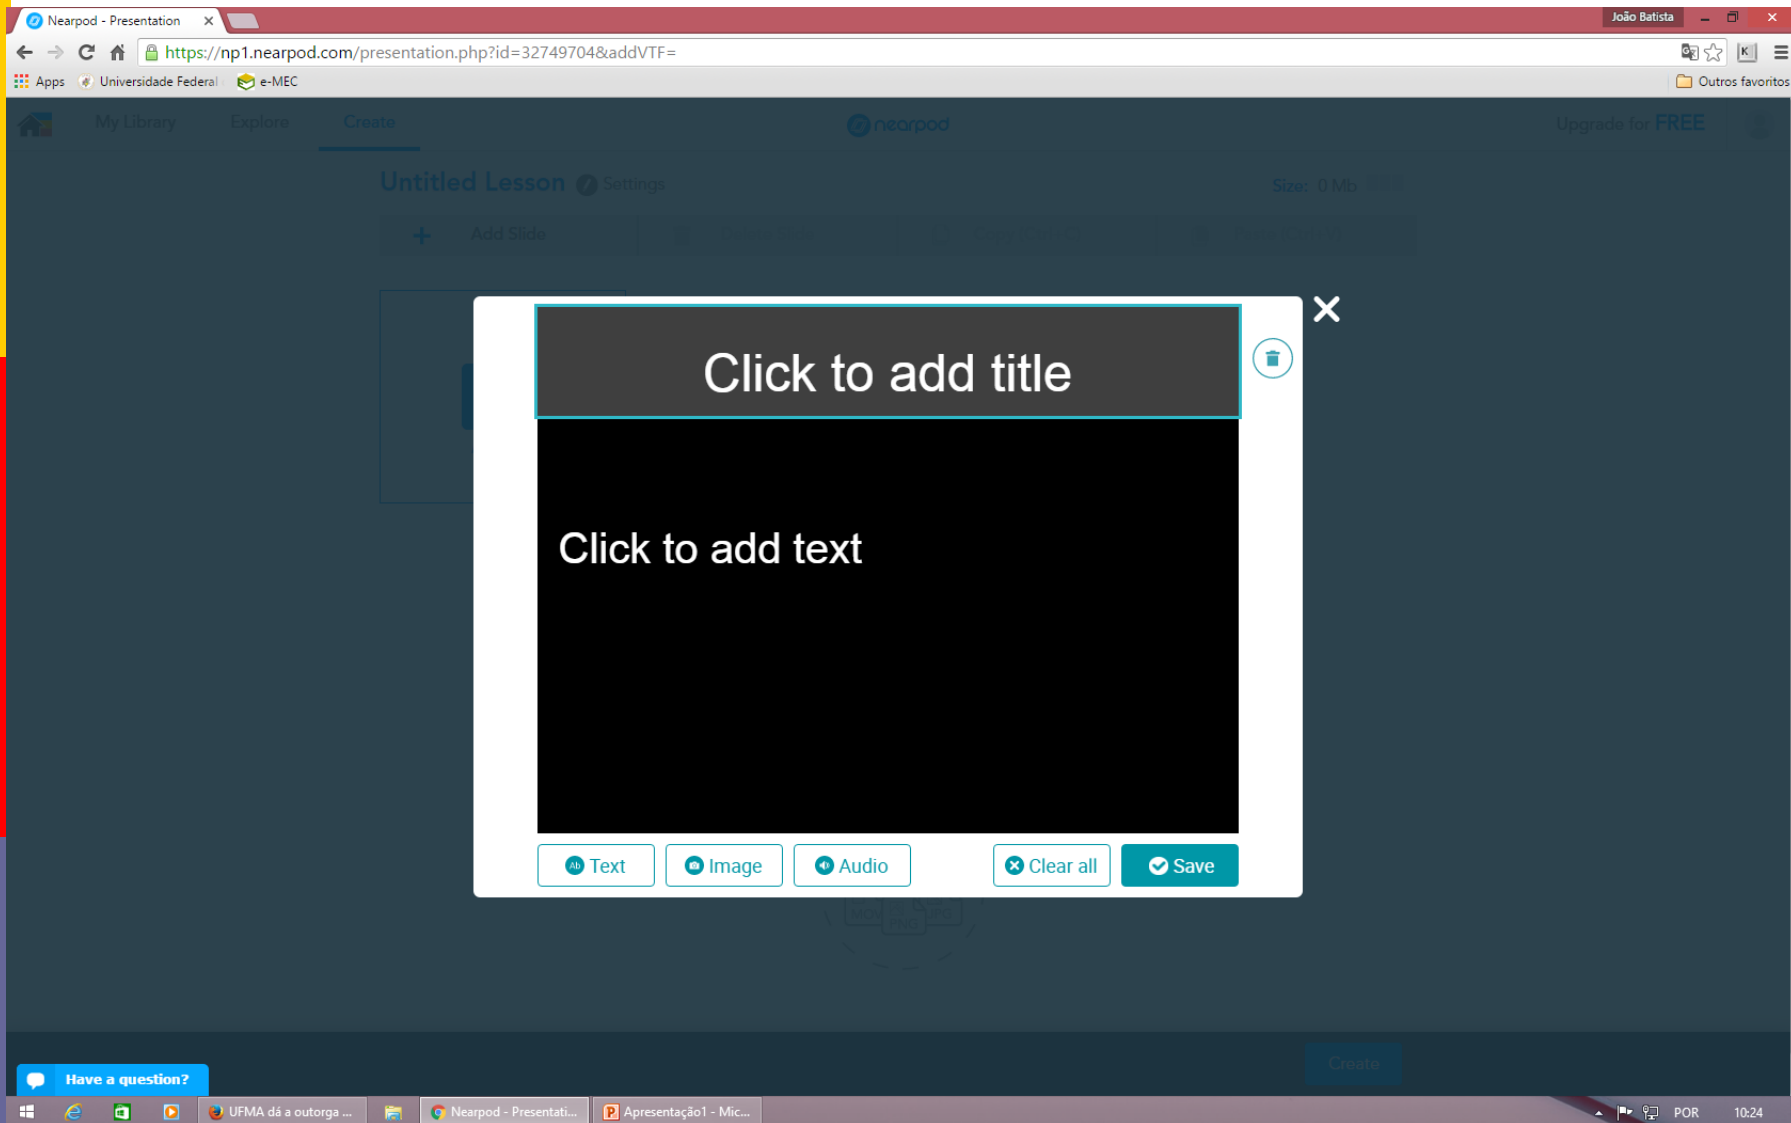 Nearpod - Presentation
João Batista
https://np1.nearpod.com/presentation.php?id=32749704&addVTF=
Apps Universidade Federal e-MEC Outros favoritos
My Library Explore Create nearpod Upgrade for FREE
Untitled Lesson Settings Size: 0 Mb
Add Slide
Click to add title
Click to add text
Text Image Audio Clear all Save
MOV PNG JPG
Create
Have a question?
UFMA dá a outorga ... Nearpod - Presentati... Apresentação1 - Mic... POR 10:24